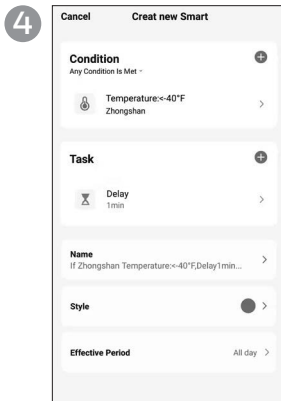 4
Cancel Creat new Smart
Condition
Any Condition Is Met
Temperature:<-40°F
Zhongshan
Task
Delay
1min
Name
If Zhongshan Temperature:<-40°F,Delay1min...
Style
Effective Period All day